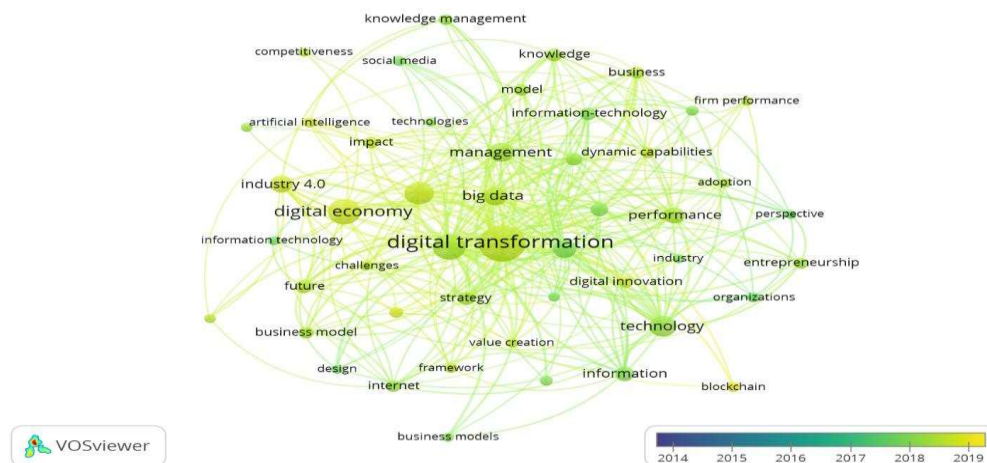 knowledge management
competitiveness
social media
knowledge
business
model
firm performance
artificial intelligence
technologies
information-technology
impact
management
dynamic capabilities
industry 4.0
big data
adoption
digital economy
performance
perspective
information technology
digital transformation
challenges
industry
entrepreneurship
future
strategy
digital innovation
organizations
business model
value creation
technology
design
framework
information
internet
blockchain
business models
VOSviewer
2014 2015 2016 2017 2018 2019